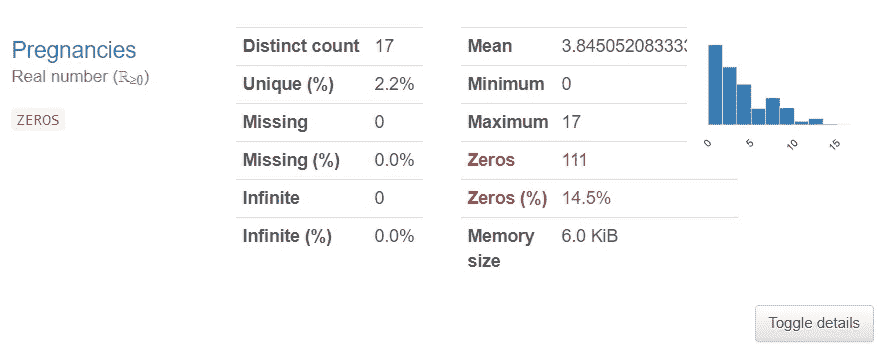 Pregnancies
Real number (ℝ≥0)
ZEROS
Distinct count 17
Unique (%) 2.2%
Missing 0
Missing (%) 0.0%
Infinite 0
Infinite (%) 0.0%
Mean 3.84505208333
Minimum 0
Maximum 17
Zeros 111
Zeros (%) 14.5%
Memory size 6.0 KiB
0 5 10 15
Toggle details